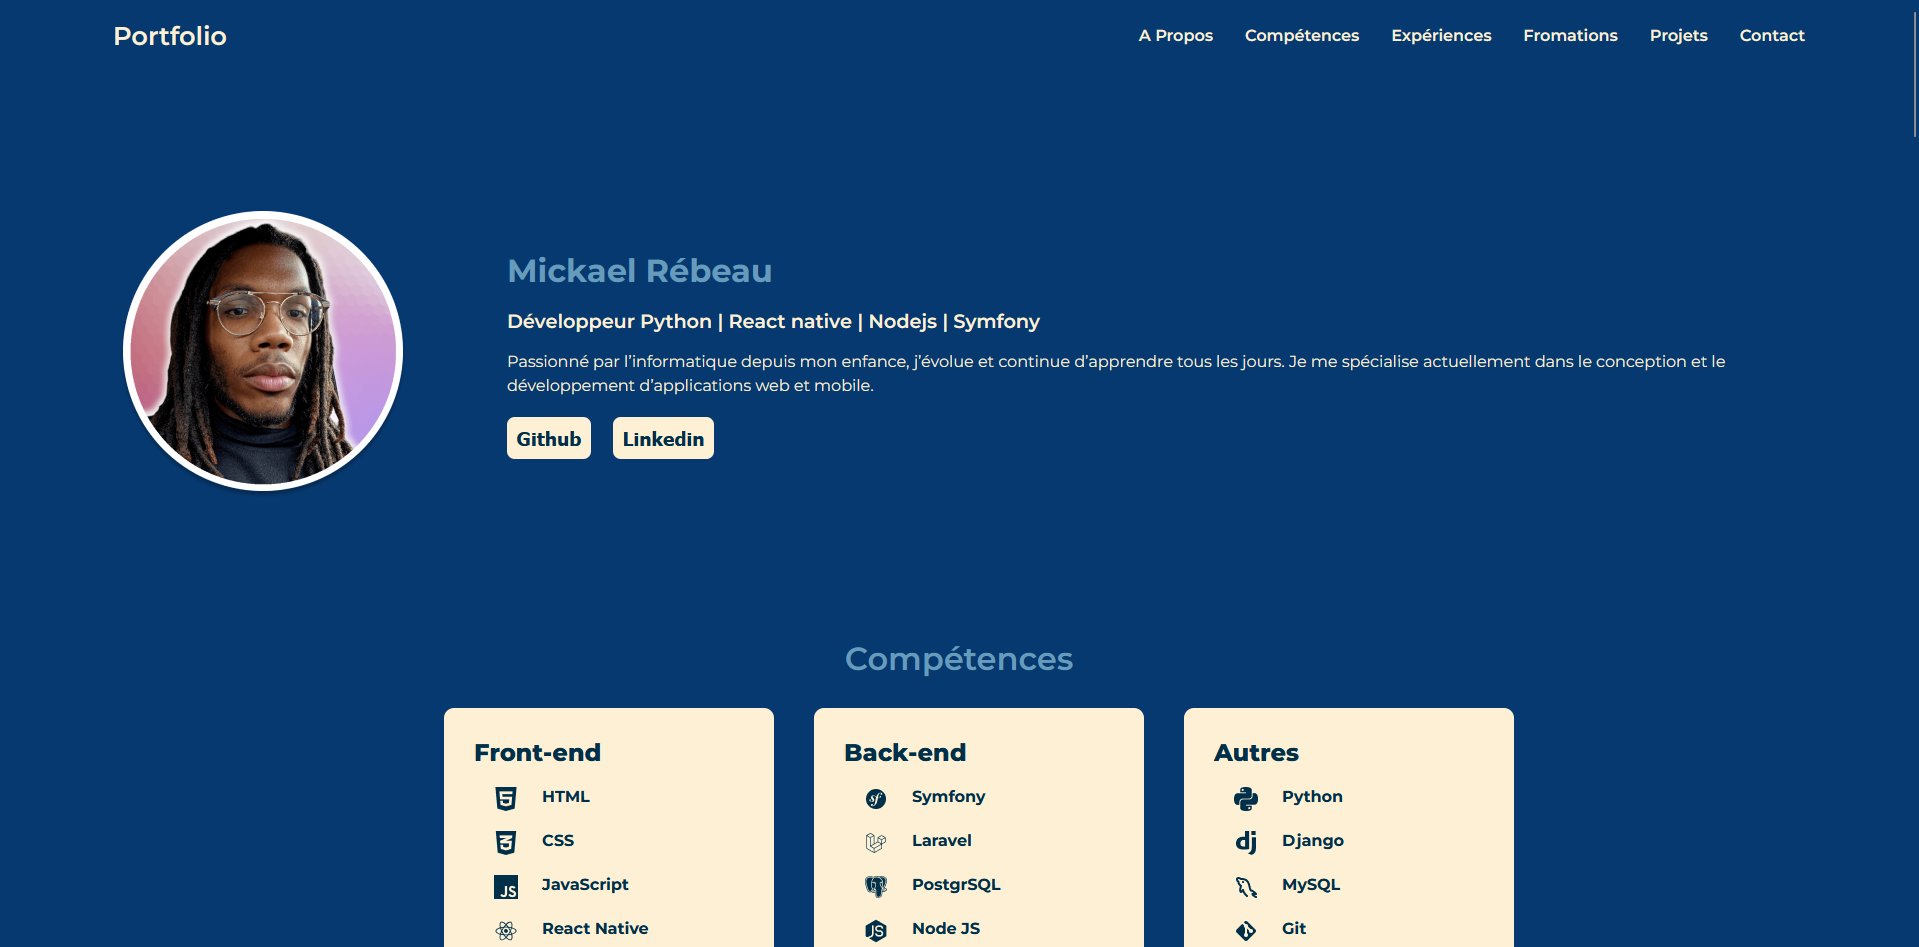 Portfolio
A Propos Compétences Expériences Fromations Projets Contact
Mickael Rébeau
Développeur Python | React native | Nodejs | Symfony
Passionné par l’informatique depuis mon enfance, j’évolue et continue d’apprendre tous les jours. Je me spécialise actuellement dans le conception et le
développement d’applications web et mobile.
Github Linkedin
Compétences
Front-end
HTML
CSS
JavaScript
React Native
Back-end
Symfony
Laravel
PostgrSQL
Node JS
Autres
Python
Django
MySQL
Git